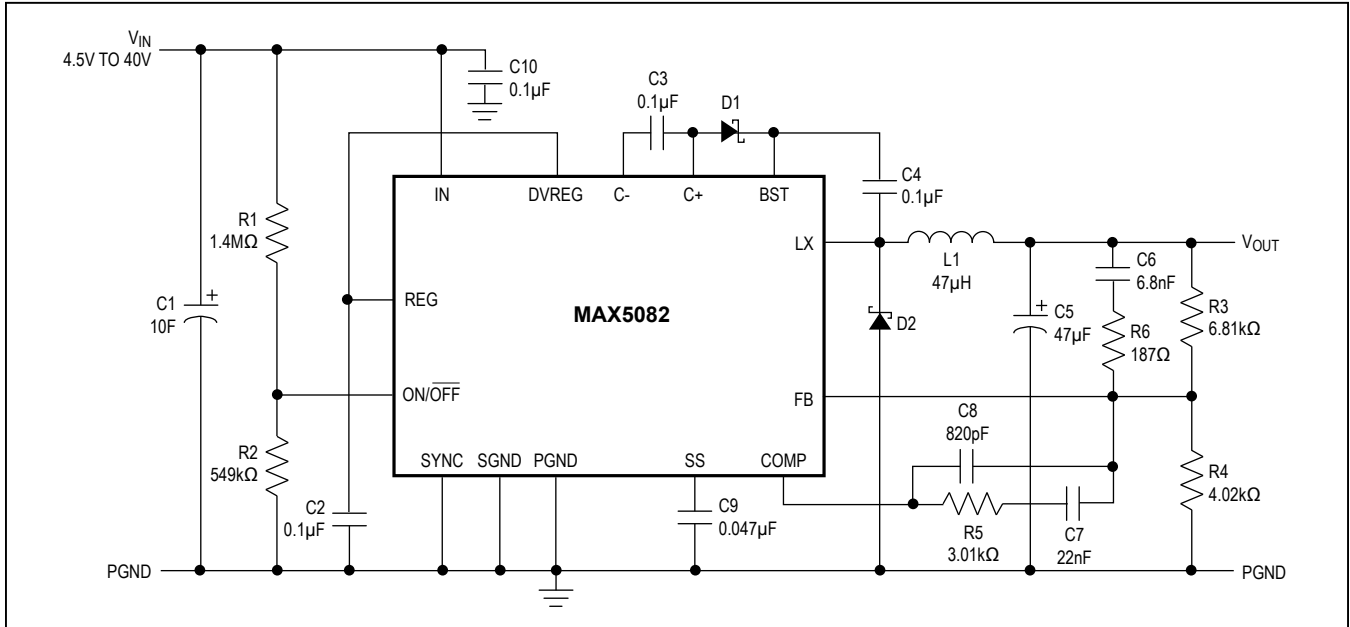 VIN
4.5V TO 40V
C10
0.1µF
C3
0.1µF
D1
IN
DVREG
C-
C+
BST
C4
0.1µF
R1
1.4MΩ
LX
L1
47µH
VOUT
C6
6.8nF
C1
+
10F
REG
MAX5082
D2
+
C5
47µF
R6
187Ω
R3
6.81kΩ
ON/OFF
FB
R2
549kΩ
C8
820pF
SYNC
SGND
PGND
SS
COMP
R4
4.02kΩ
C2
0.1µF
C9
0.047µF
R5
3.01kΩ
C7
22nF
PGND
PGND